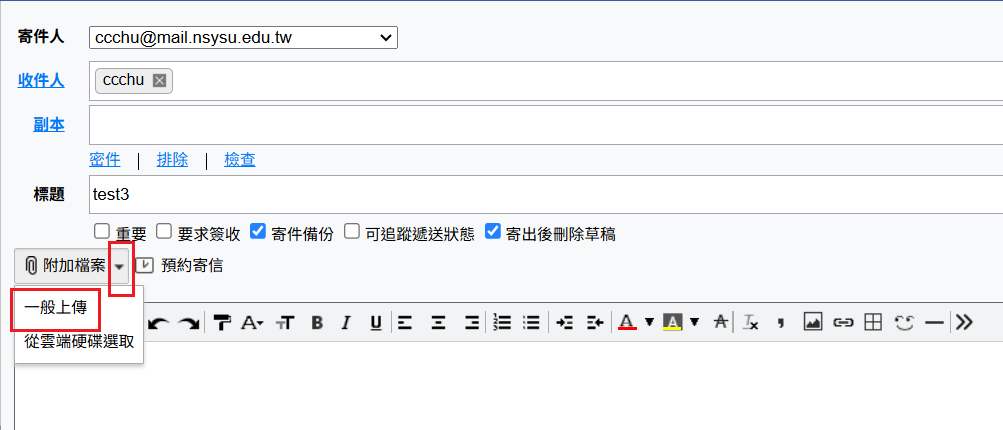 寄件人 ccchu@mail.nsysu.edu.tw
收件人 ccchu
副本
密件 | 排除 | 檢查
標題 test3
重要 要求簽收 寄件備份 可追蹤遞送狀態 寄出後刪除草稿
附加檔案 預約寄信
一般上傳
從雲端硬碟選取